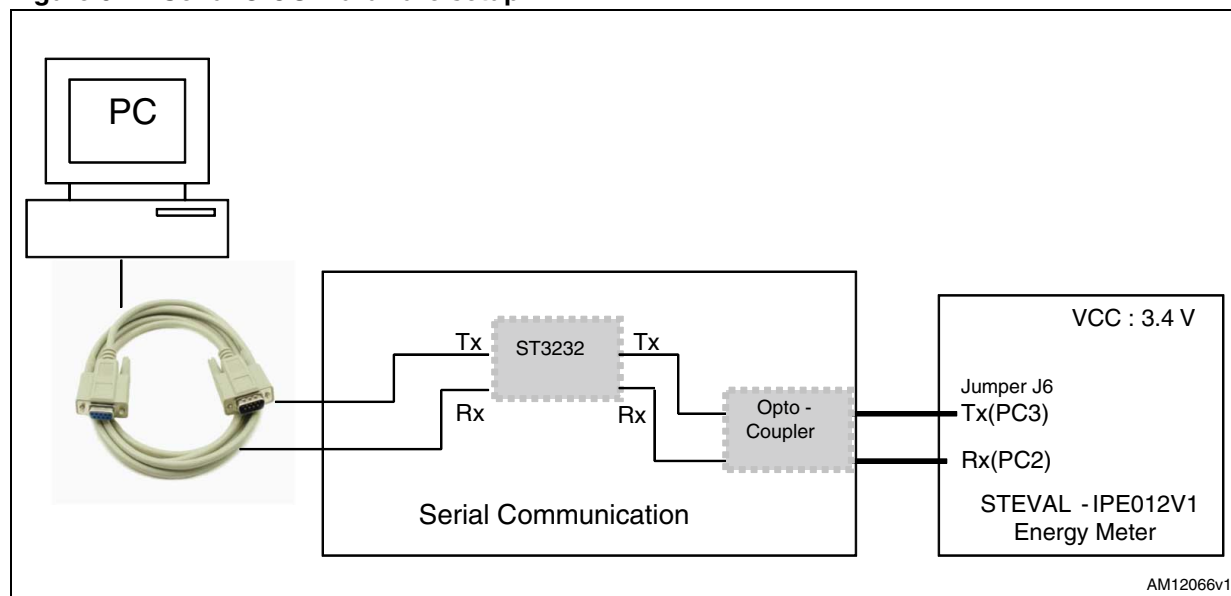 PC
VCC : 3.4 V
Tx
ST3232
Tx
Jumper J6
Opto -
Coupler
Tx(PC3)
Rx
Rx
Rx(PC2)
Serial Communication
STEVAL - IPE012V1
Energy Meter
AM12066v1